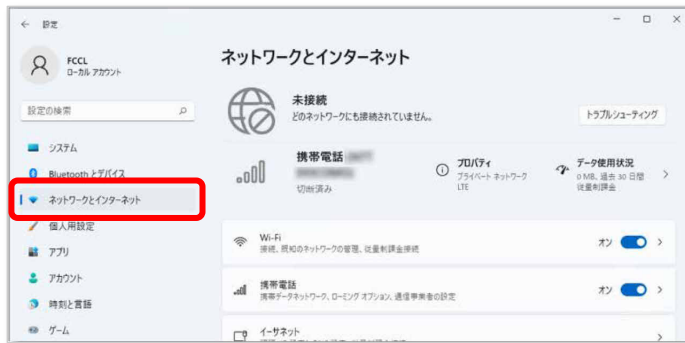 ← 設定
FCCL
ローカル アカウント
設定の検索
システム
Bluetooth とデバイス
ネットワークとインターネット
個人用設定
アプリ
アカウント
時刻と言語
ゲーム
ネットワークとインターネット
未接続
どのネットワークにも接続されていません。
トラブルシューティング
携帯電話
切断済み
プロパティ
プライベート ネットワーク
LTE
データ使用状況
0 MB、過去 30 日間
従量制課金
Wi-Fi
接続、既知のネットワークの管理、従量制課金接続
オン
携帯電話
携帯データネットワーク、ローミング オプション、通信事業者の設定
オン
イーサネット